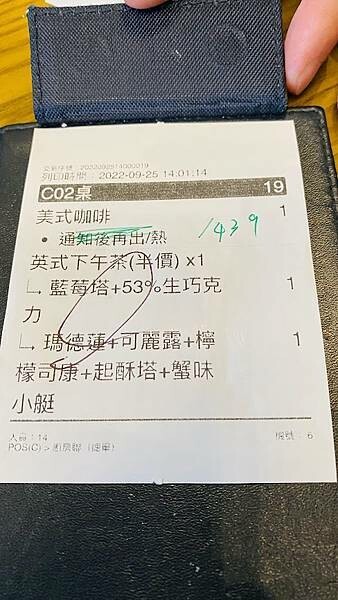 交易序號：2022092514000019
列印時間：2022-09-25 14:01:14
C02桌 19
美式咖啡 1
• 通知後再出/熱 1439
英式下午茶(半價) x1
↳ 藍莓塔+53%生巧克 1
力
↳ 瑪德蓮+可麗露+檸 1
檬司康+起酥塔+蟹味
小艇
人員：14 機號： 6
POS(C) > 廚房聯 (總單)